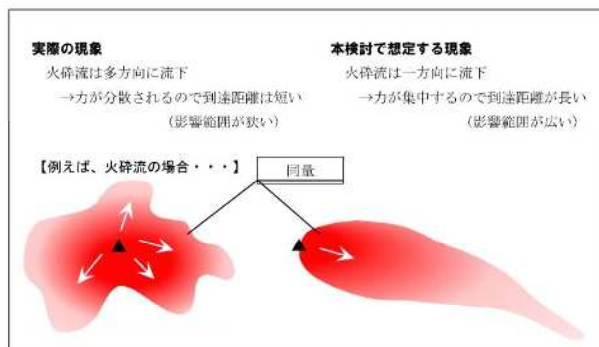 実際の現象
火砕流は多方向に流下
→力が分散されるので到達距離は短い
（影響範囲が狭い）
本検討で想定する現象
火砕流は一方向に流下
→力が集中するので到達距離が長い
（影響範囲が広い）
【例えば、火砕流の場合・・・】
同量